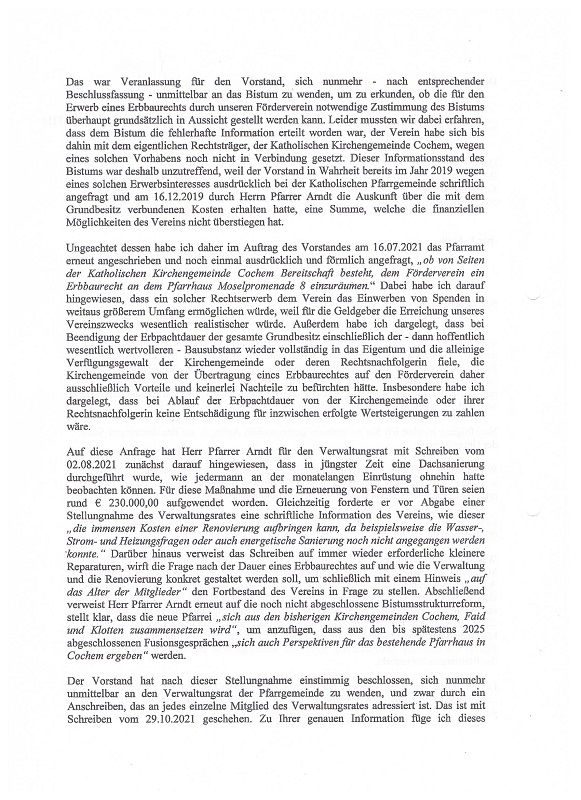 Das war Veranlassung für den Vorstand, sich nunmehr - nach entsprechender
Beschlussfassung - unmittelbar an das Bistum zu wenden, um zu erkunden, ob die für den
Erwerb eines Erbbaurechts durch unseren Förderverein notwendige Zustimmung des Bistums
überhaupt grundsätzlich in Aussicht gestellt werden kann. Leider mussten wir dabei erfahren,
dass dem Bistum die fehlerhafte Information erteilt worden war, der Verein habe sich bis
dahin mit dem eigentlichen Rechtsträger, der Katholischen Kirchengemeinde Cochem, wegen
eines solchen Vorhabens noch nicht in Verbindung gesetzt. Dieser Informationsstand des
Bistums war deshalb unzutreffend, weil der Vorstand in Wahrheit bereits im Jahr 2019 wegen
eines solchen Erwerbsinteresses ausdrücklich bei der Katholischen Pfarrgemeinde schriftlich
angefragt und am 16.12.2019 durch Herrn Pfarrer Arndt die Auskunft über die mit dem
Grundbesitz verbundenen Kosten erhalten hatte, eine Summe, welche die finanziellen
Möglichkeiten des Vereins nicht überstiegen hat.
Ungeachtet dessen habe ich daher im Auftrag des Vorstandes am 16.07.2021 das Pfarramt
erneut angeschrieben und noch einmal ausdrücklich und förmlich angefragt, „ob von Seiten
der Katholischen Kirchengemeinde Cochem Bereitschaft besteht, dem Förderverein ein
Erbbaurecht an dem Pfarrhaus Moselpromenade 8 einzuräumen.“ Dabei habe ich darauf
hingewiesen, dass ein solcher Rechtserwerb dem Verein das Einwerben von Spenden in
weitaus größerem Umfang ermöglichen würde, weil für die Geldgeber die Erreichung unseres
Vereinszwecks wesentlich realistischer würde. Außerdem habe ich dargelegt, dass bei
Beendigung der Erbpachtdauer der gesamte Grundbesitz einschließlich der - dann hoffentlich
wesentlich wertvolleren - Bausubstanz wieder vollständig in das Eigentum und die alleinige
Verfügungsgewalt der Kirchengemeinde oder deren Rechtsnachfolgerin fiele, die
Kirchengemeinde von der Übertragung eines Erbbaurechtes auf den Förderverein daher
ausschließlich Vorteile und keinerlei Nachteile zu befürchten hätte. Insbesondere habe ich
dargelegt, dass bei Ablauf der Erbpachtdauer von der Kirchengemeinde oder ihrer
Rechtsnachfolgerin keine Entschädigung für inzwischen erfolgte Wertsteigerungen zu zahlen
wäre.
Auf diese Anfrage hat Herr Pfarrer Arndt für den Verwaltungsrat mit Schreiben vom
02.08.2021 zunächst darauf hingewiesen, dass in jüngster Zeit eine Dachsanierung
durchgeführt wurde, wie jedermann an der monatelangen Einrüstung ohnehin hatte
beobachten können. Für diese Maßnahme und die Erneuerung von Fenstern und Türen seien
rund € 230.000,00 aufgewendet worden. Gleichzeitig forderte er vor Abgabe einer
Stellungnahme des Verwaltungsrates eine schriftliche Information des Vereins, wie dieser
„die immensen Kosten einer Renovierung aufbringen kann, da beispielsweise die Wasser-,
Strom- und Heizungsfragen oder auch energetische Sanierung noch nicht angegangen werden
konnte.“ Darüber hinaus verweist das Schreiben auf immer wieder erforderliche kleinere
Reparaturen, wirft die Frage nach der Dauer eines Erbbaurechtes auf und wie die Verwaltung
und die Renovierung konkret gestaltet werden soll, um schließlich mit einem Hinweis „auf
das Alter der Mitglieder“ den Fortbestand des Vereins in Frage zu stellen. Abschließend
verweist Herr Pfarrer Arndt erneut auf die noch nicht abgeschlossene Bistumsstrukturreform,
stellt klar, dass die neue Pfarrei „sich aus den bisherigen Kirchengemeinden Cochem, Faid
und Klotten zusammensetzen wird“, um anzufügen, dass aus den bis spätestens 2025
abgeschlossenen Fusionsgesprächen „sich auch Perspektiven für das bestehende Pfarrhaus in
Cochem ergeben“ werden.
Der Vorstand hat nach dieser Stellungnahme einstimmig beschlossen, sich nunmehr
unmittelbar an den Verwaltungsrat der Pfarrgemeinde zu wenden, und zwar durch ein
Anschreiben, das an jedes einzelne Mitglied des Verwaltungsrates adressiert ist. Das ist mit
Schreiben vom 29.10.2021 geschehen. Zu Ihrer genauen Information füge ich dieses